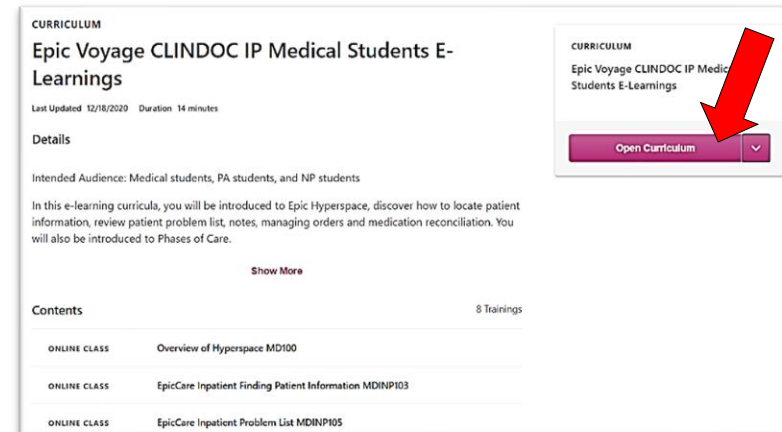 CURRICULUM
Epic Voyage CLINDOC IP Medical Students E-
Learnings
Last Updated 12/18/2020 Duration 14 minutes
Details
Intended Audience: Medical students, PA students, and NP students
In this e-learning curricula, you will be introduced to Epic Hyperspace, discover how to locate patient
information, review patient problem list, notes, managing orders and medication reconciliation. You
will also be introduced to Phases of Care.
Show More
Contents 8 Trainings
ONLINE CLASS Overview of Hyperspace MD100
ONLINE CLASS EpicCare Inpatient Finding Patient Information MDINP103
ONLINE CLASS EpicCare Inpatient Problem List MDINP105
CURRICULUM
Epic Voyage CLINDOC IP
Students E-Learnings
Open Curriculum